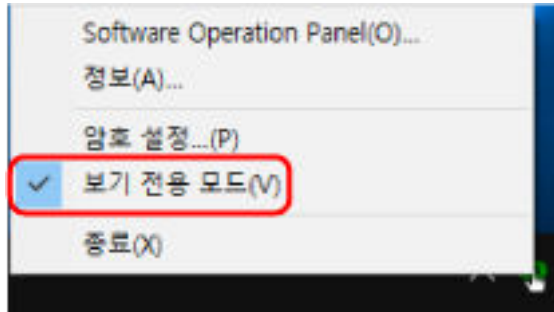 Software Operation Panel(O)...
정보(A)...
암호 설정...(P)
보기 전용 모드(V)
종료(X)